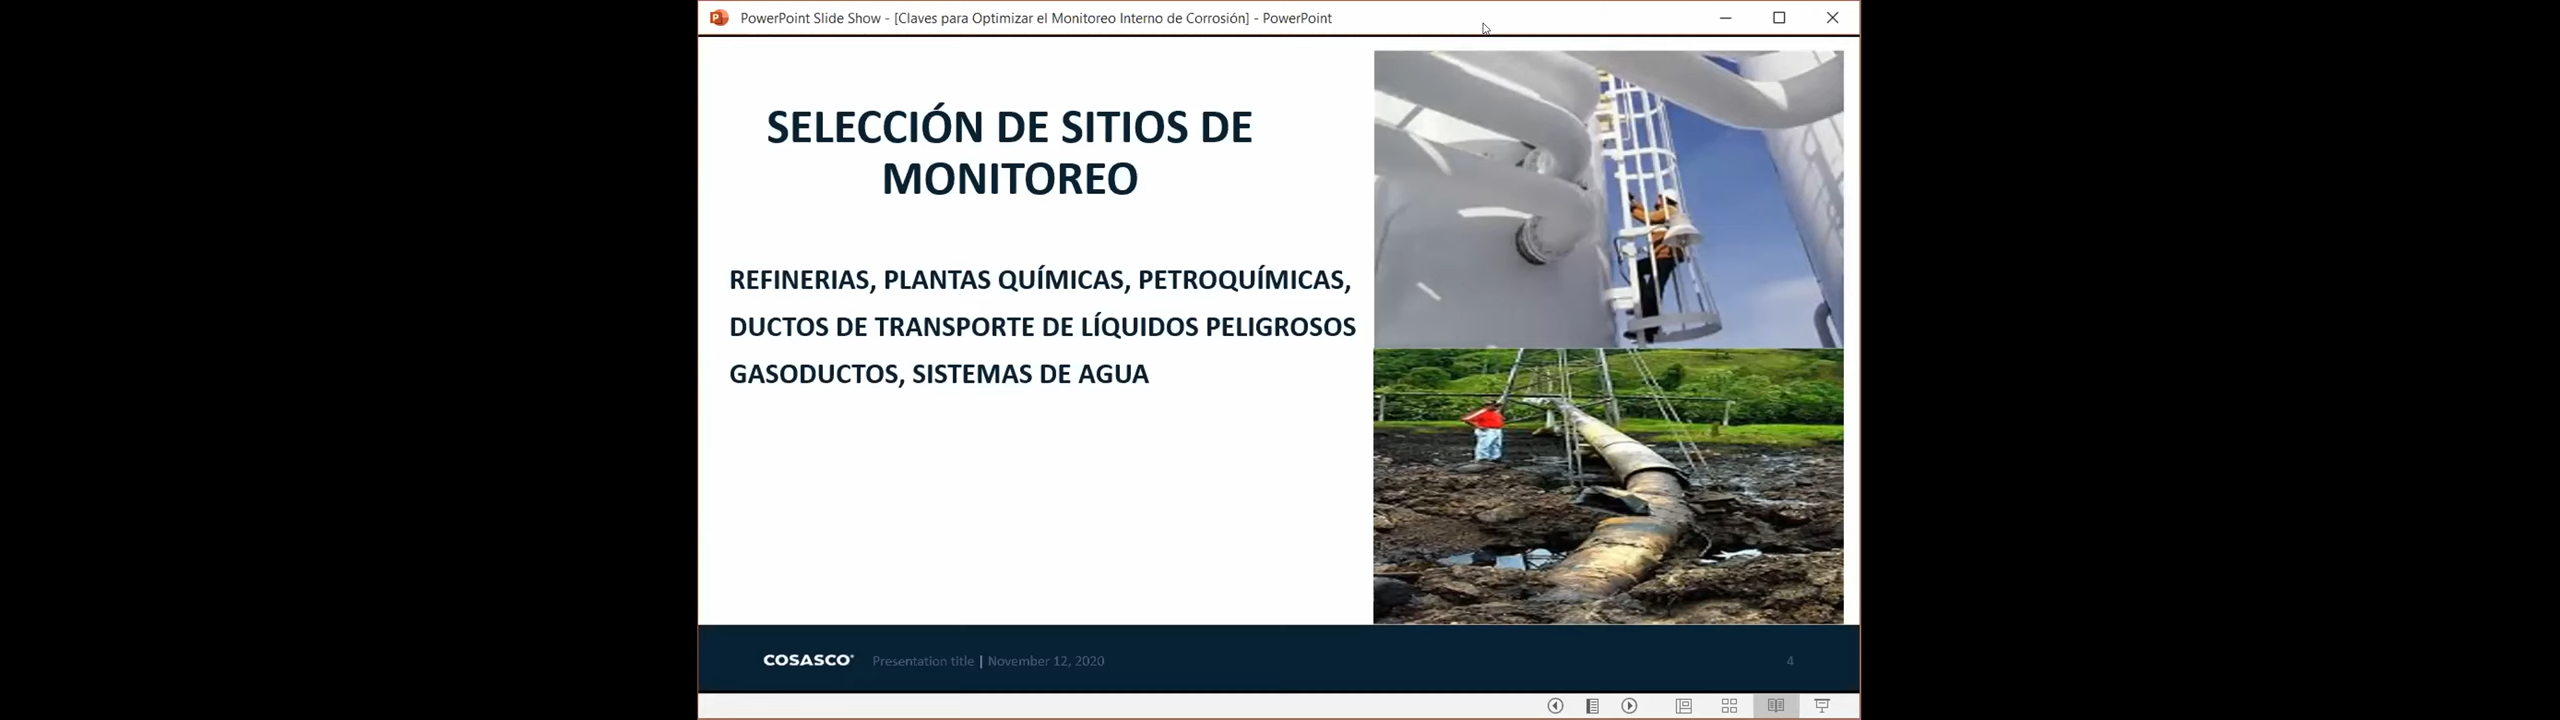 PowerPoint Slide Show - [Claves para Optimizar el Monitoreo Interno de Corrosión] - PowerPoint
SELECCIÓN DE SITIOS DE
MONITOREO
REFINERIAS, PLANTAS QUÍMICAS, PETROQUÍMICAS,
DUCTOS DE TRANSPORTE DE LÍQUIDOS PELIGROSOS
GASODUCTOS, SISTEMAS DE AGUA
COSASCO® Presentation title | November 12, 2020 4